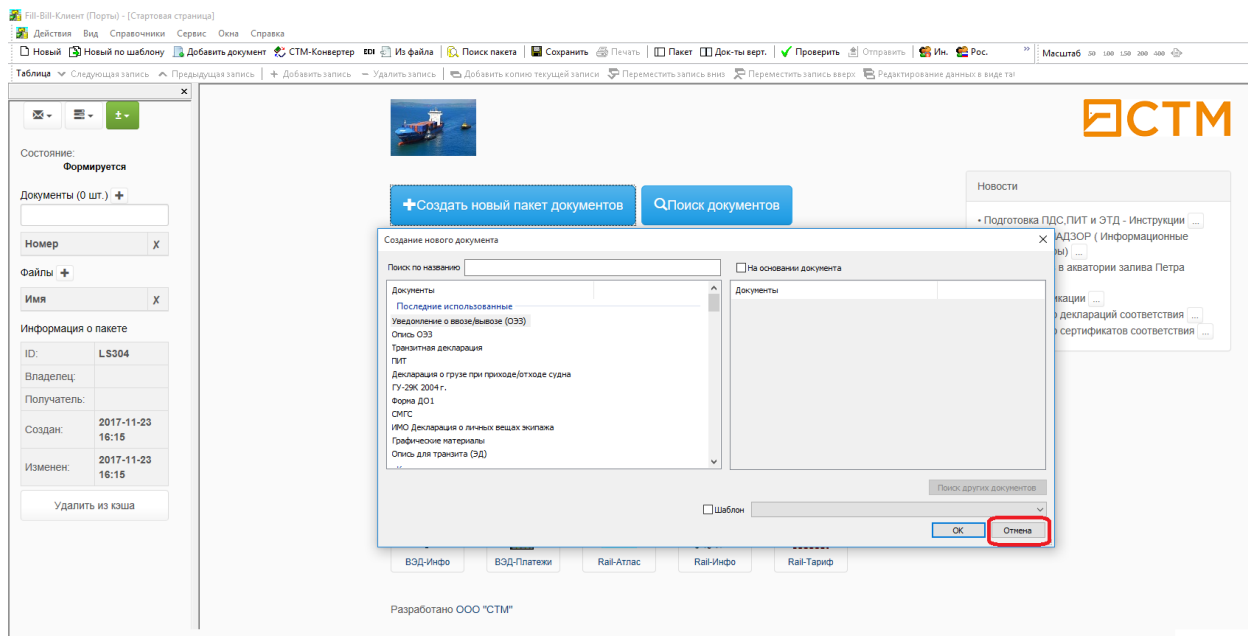 Fill-Bill-Клиент (Порты) - [Стартовая страница]
Действия Вид Справочники Сервис Окна Справка
Новый Новый по шаблону Добавить документ СТМ-Конвертер EDI Из файла Поиск пакета Сохранить Печать Пакет Док-ты верт. Проверить Отправить Ин. Рос. » Масштаб 50 100 150 200 400
Таблица Следующая запись Предыдущая запись + Добавить запись − Удалить запись Добавить копию текущей записи Переместить запись вниз Переместить запись вверх Редактирование данных в виде та
x
±
СТМ
Состояние:
Формируется
Документы (0 шт.) +
Номер X
Файлы +
Имя X
Информация о пакете
ID: LS304
Владелец:
Получатель:
Создан: 2017-11-23
16:15
Изменен: 2017-11-23
16:15
Удалить из кэша
+Создать новый пакет документов
Поиск документов
Новости
• Подготовка ПДС,ПИТ и ЭТД - Инструкции ...
АДЗОР ( Информационные
ы) ...
в акватории залива Петра
икации ...
о деклараций соответствия ...
о сертификатов соответствия ...
Создание нового документа
Поиск по названию
На основании документа
Документы
Документы
Последние использованные
Уведомление о ввозе/вывозе (ОЭЗ)
Опись ОЭЗ
Транзитная декларация
ПИТ
Декларация о грузе при приходе/отходе судна
ГУ-29К 2004 г.
Форма ДО1
СМГС
ИМО Декларация о личных вещах экипажа
Графические материалы
Опись для транзита (ЭД)
Поиск других документов
Шаблон
OK
Отмена
ВЭД-Инфо
ВЭД-Платежи
Rail-Атлас
Rail-Инфо
Rail-Тариф
Разработано ООО "СТМ"